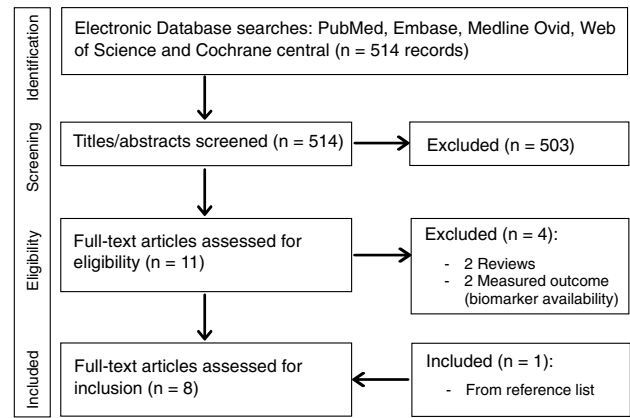 Identification
Electronic Database searches: PubMed, Embase, Medline Ovid, Web
of Science and Cochrane central (n = 514 records)
Screening
Titles/abstracts screened (n = 514)
Excluded (n = 503)
Eligibility
Full-text articles assessed for
eligibility (n = 11)
Excluded (n = 4):
- 2 Reviews
- 2 Measured outcome
(biomarker availability)
Included
Full-text articles assessed for
inclusion (n = 8)
Included (n = 1):
- From reference list